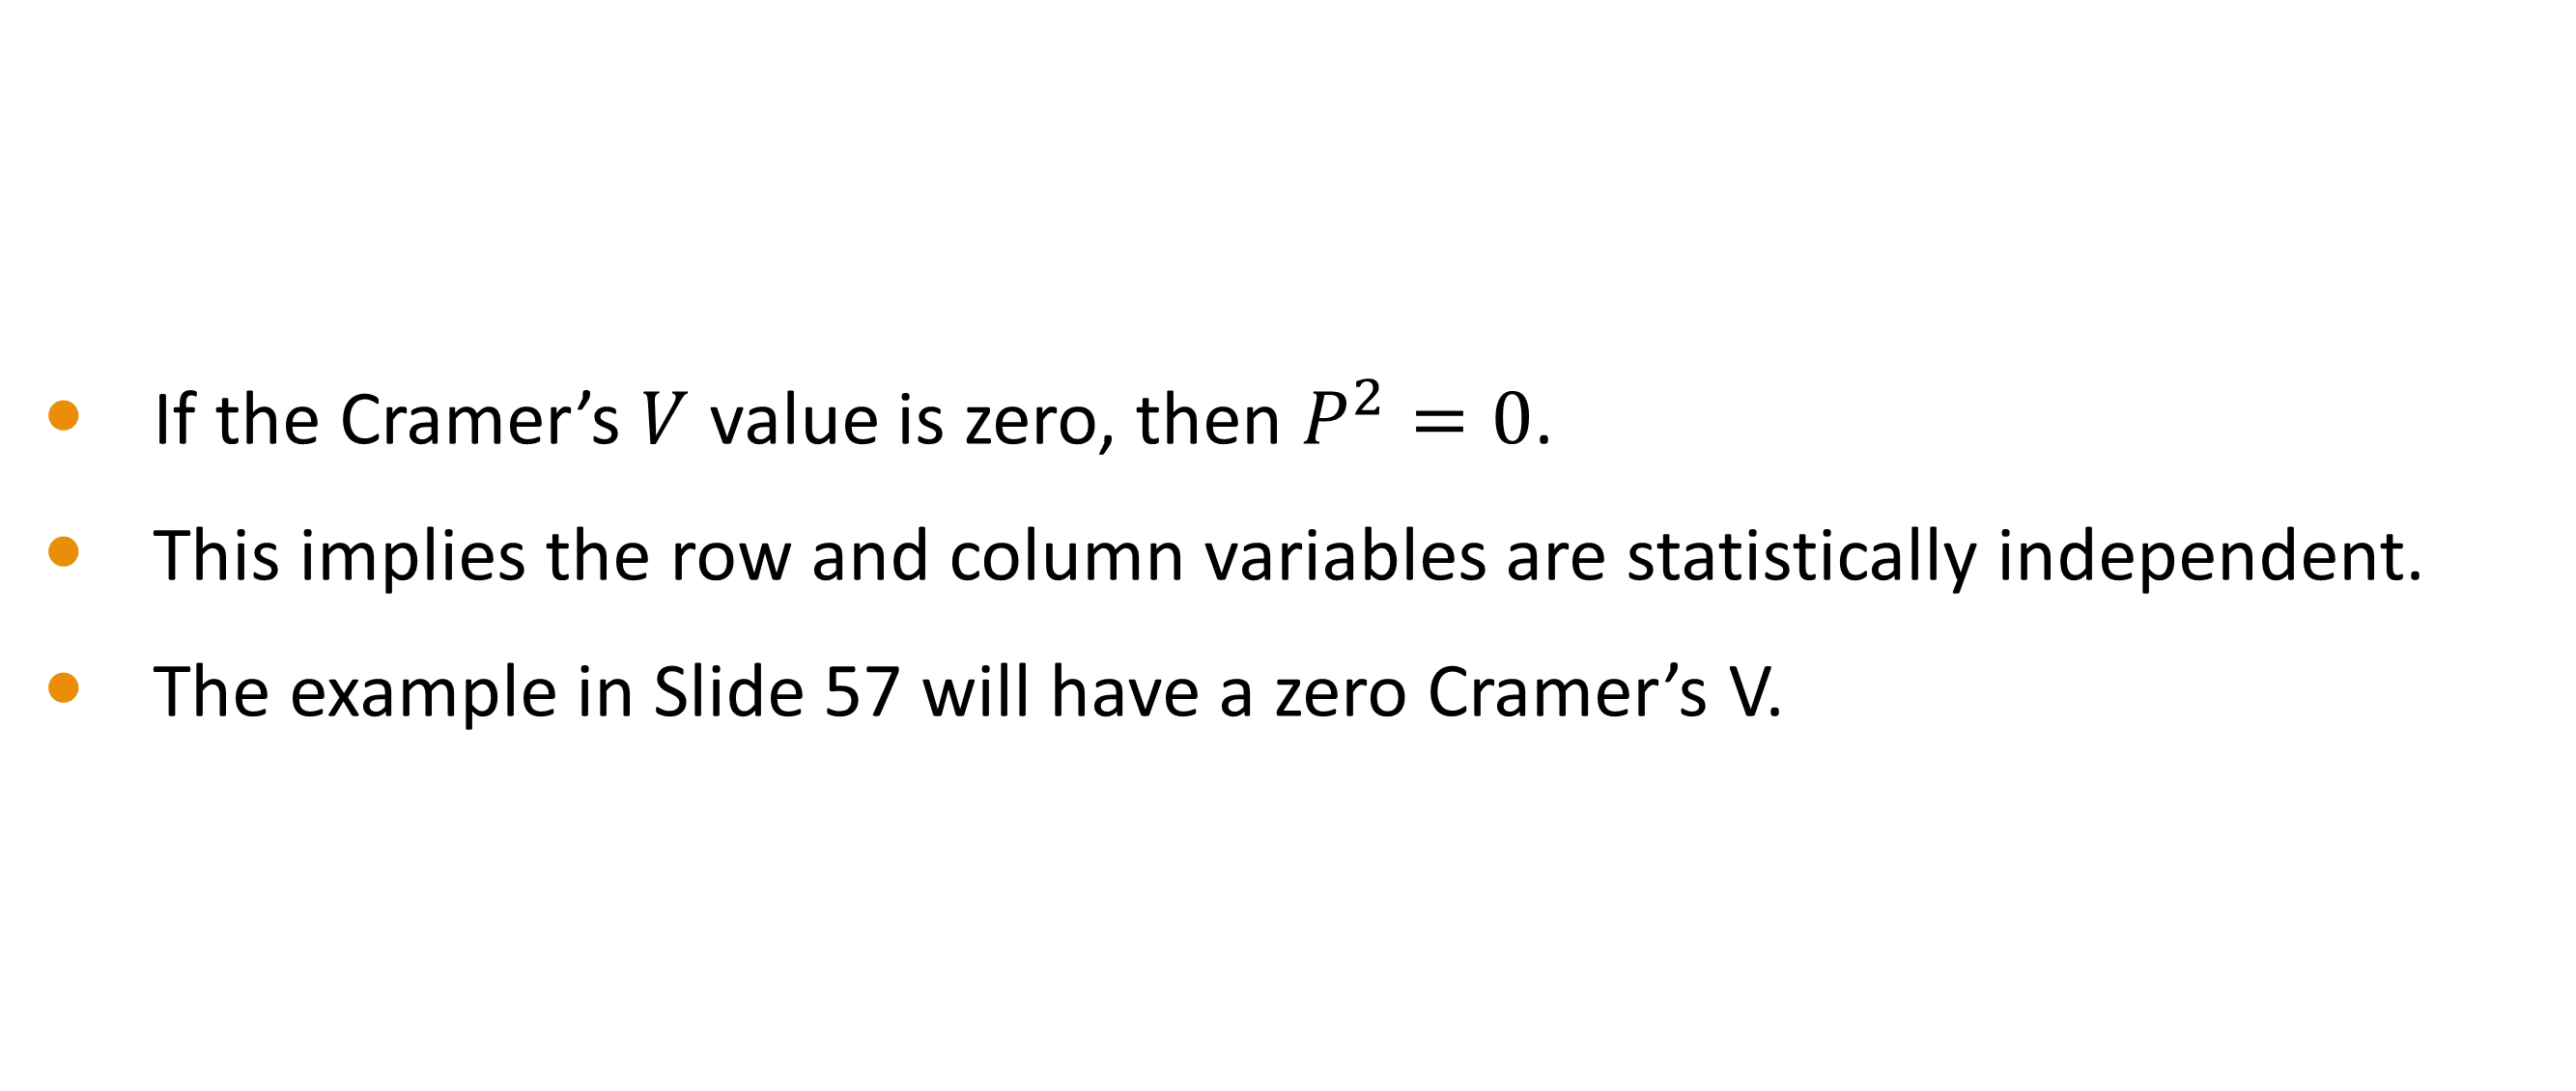 • If the Cramer’s V value is zero, then P² = 0.
• This implies the row and column variables are statistically independent.
• The example in Slide 57 will have a zero Cramer’s V.